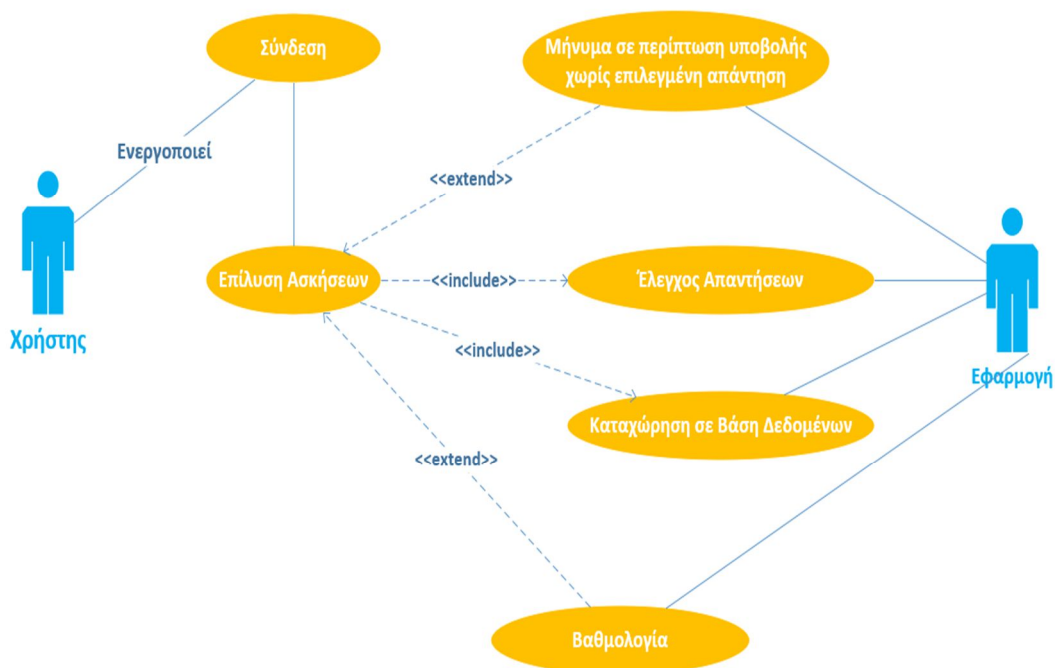 Σύνδεση
Μήνυμα σε περίπτωση υποβολής
χωρίς επιλεγμένη απάντηση
Ενεργοποιεί
<<extend>>
Επίλυση Ασκήσεων
<<include>>
Έλεγχος Απαντήσεων
Χρήστης
<<include>>
Εφαρμογή
Καταχώρηση σε Βάση Δεδομένων
<<extend>>
Βαθμολογία